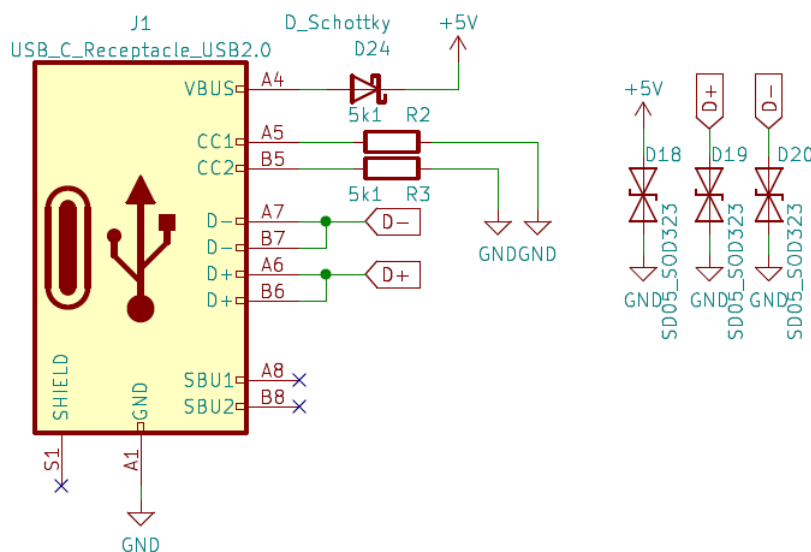 J1
USB_C_Receptacle_USB2.0
D_Schottky
D24
+5V
VBUS
A4
5k1
R2
CC1
A5
CC2
B5
5k1
R3
D-
A7
D-
D-
B7
GND
GND
D+
A6
D+
D+
B6
SBU1
A8
SBU2
B8
SHIELD
GND
S1
A1
GND
+5V
D+
D-
D18
D19
D20
SD05_SOD323
SD05_SOD323
SD05_SOD323
GND
GND
GND